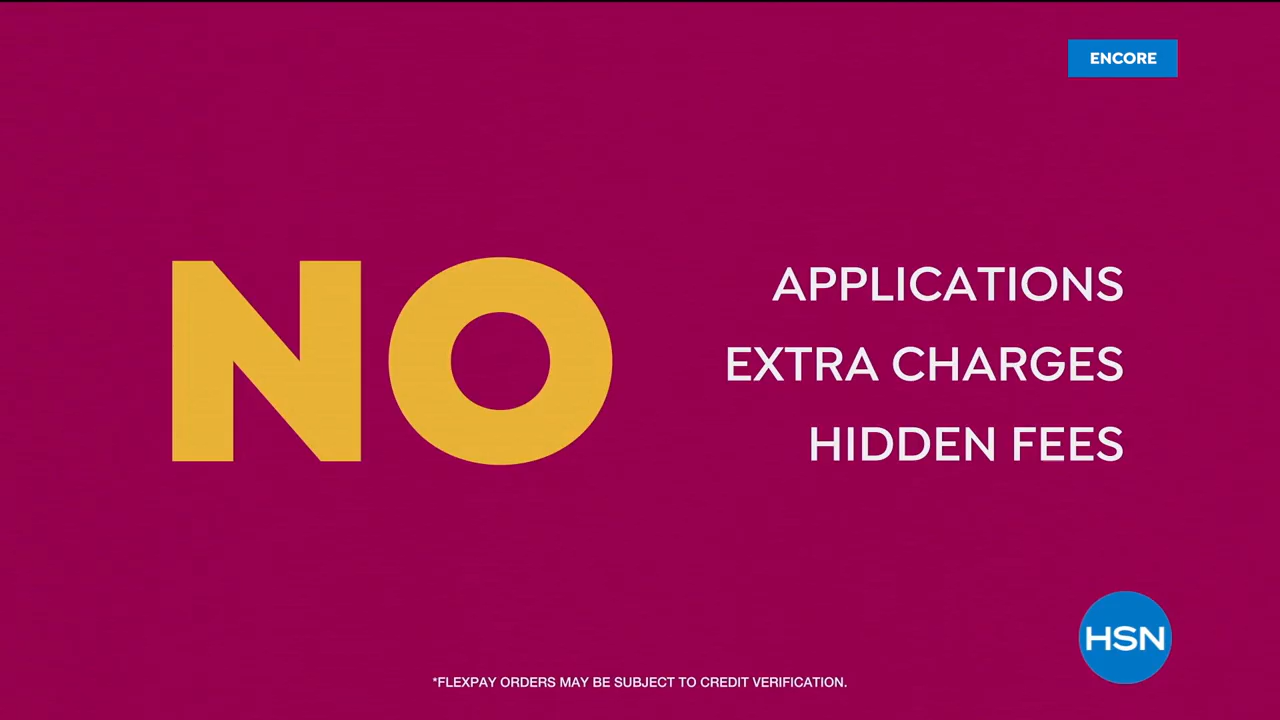 ENCORE
NO
APPLICATIONS
EXTRA CHARGES
HIDDEN FEES
HSN
*FLEXPAY ORDERS MAY BE SUBJECT TO CREDIT VERIFICATION.